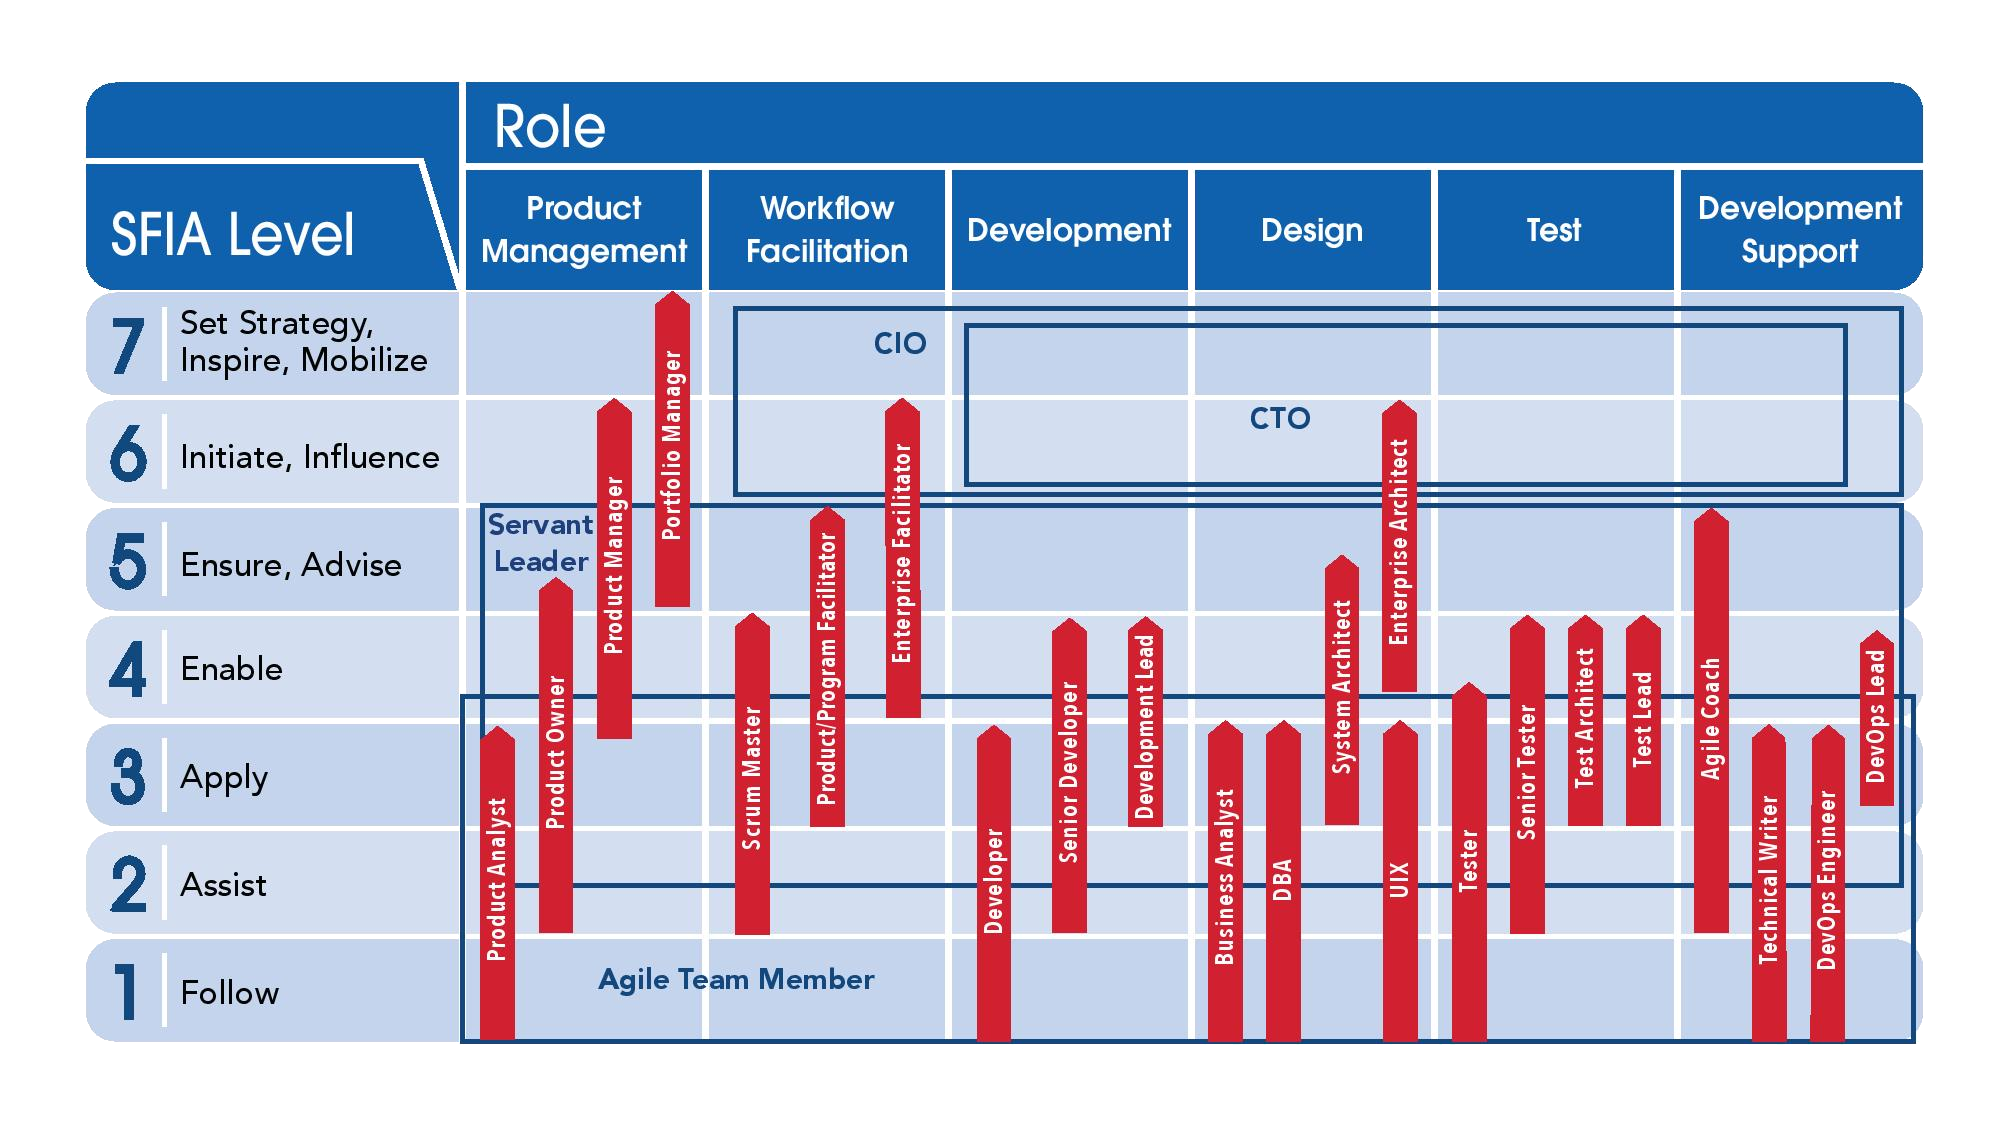 Role
SFIA Level
Product
Management
Workflow
Facilitation
Development
Design
Test
Development
Support
7
Set Strategy,
Inspire, Mobilize
6
Initiate, Influence
5
Ensure, Advise
4
Enable
3
Apply
2
Assist
1
Follow
CIO
CTO
Servant
Leader
Agile Team Member
Product Analyst
Product Owner
Product Manager
Portfolio Manager
Scrum Master
Product/Program Facilitator
Enterprise Facilitator
Developer
Senior Developer
Development Lead
Business Analyst
DBA
System Architect
Enterprise Architect
UIX
Tester
Senior Tester
Test Architect
Test Lead
Agile Coach
Technical Writer
DevOps Engineer
DevOps Lead